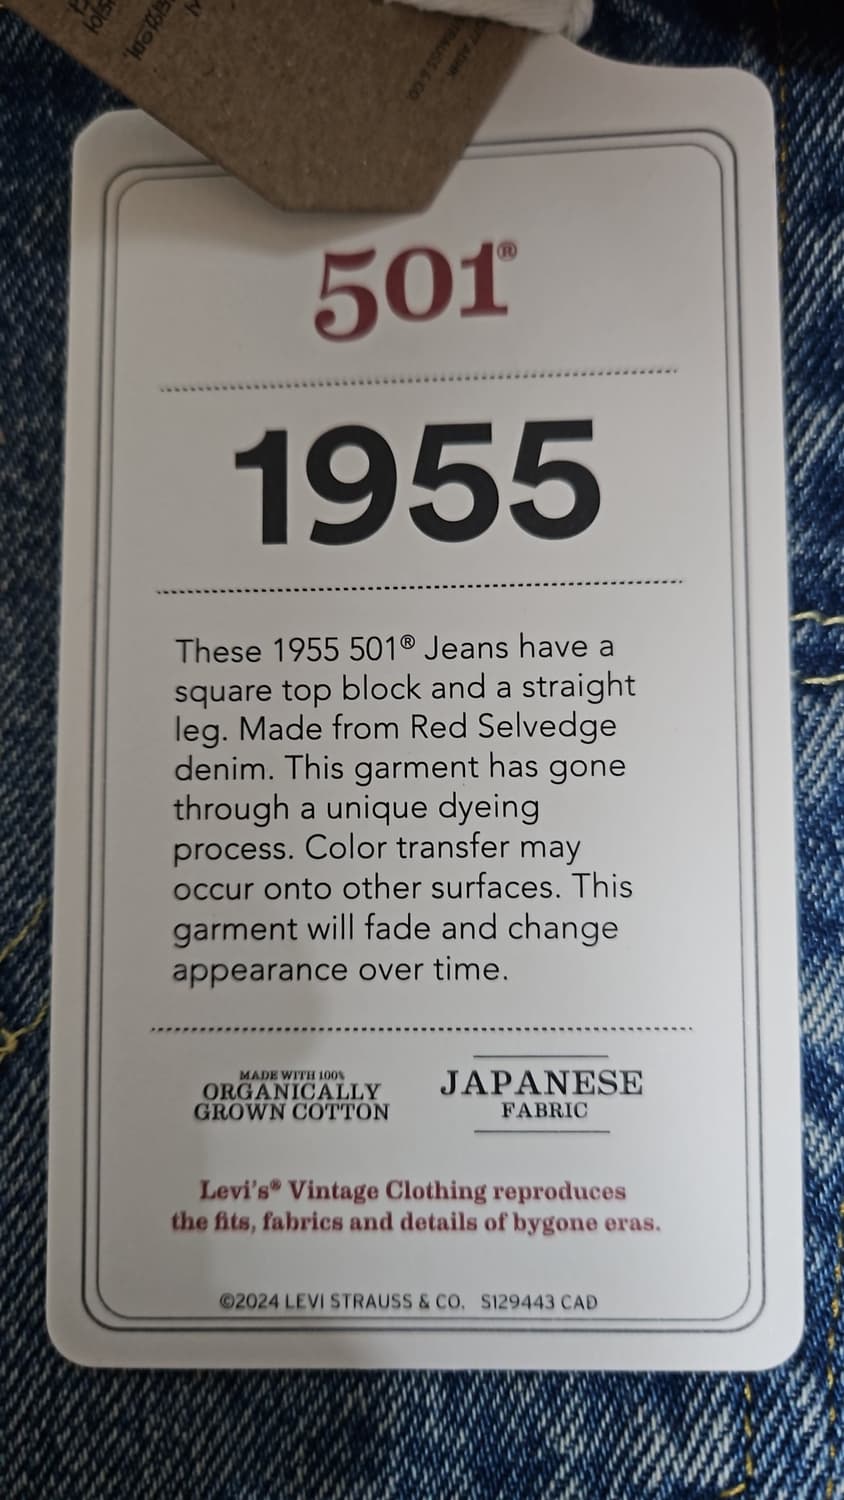 STRAUSS & CO.
501®
1955
These 1955 501® Jeans have a
square top block and a straight
leg. Made from Red Selvedge
denim. This garment has gone
through a unique dyeing
process. Color transfer may
occur onto other surfaces. This
garment will fade and change
appearance over time.
MADE WITH 100%
ORGANICALLY
GROWN COTTON
JAPANESE
FABRIC
Levi's® Vintage Clothing reproduces
the fits, fabrics and details of bygone eras.
©2024 LEVI STRAUSS & CO. S129443 CAD